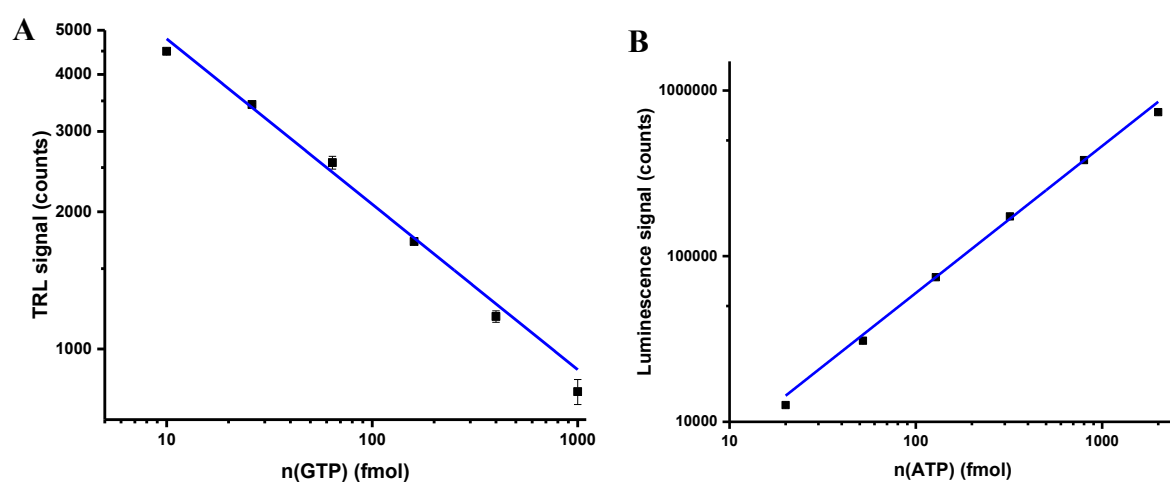 A
5000
4000
3000
2000
1000
TRL signal (counts)
10
100
1000
n(GTP) (fmol)
B
1000000
100000
10000
Luminescence signal (counts)
10
100
1000
n(ATP) (fmol)